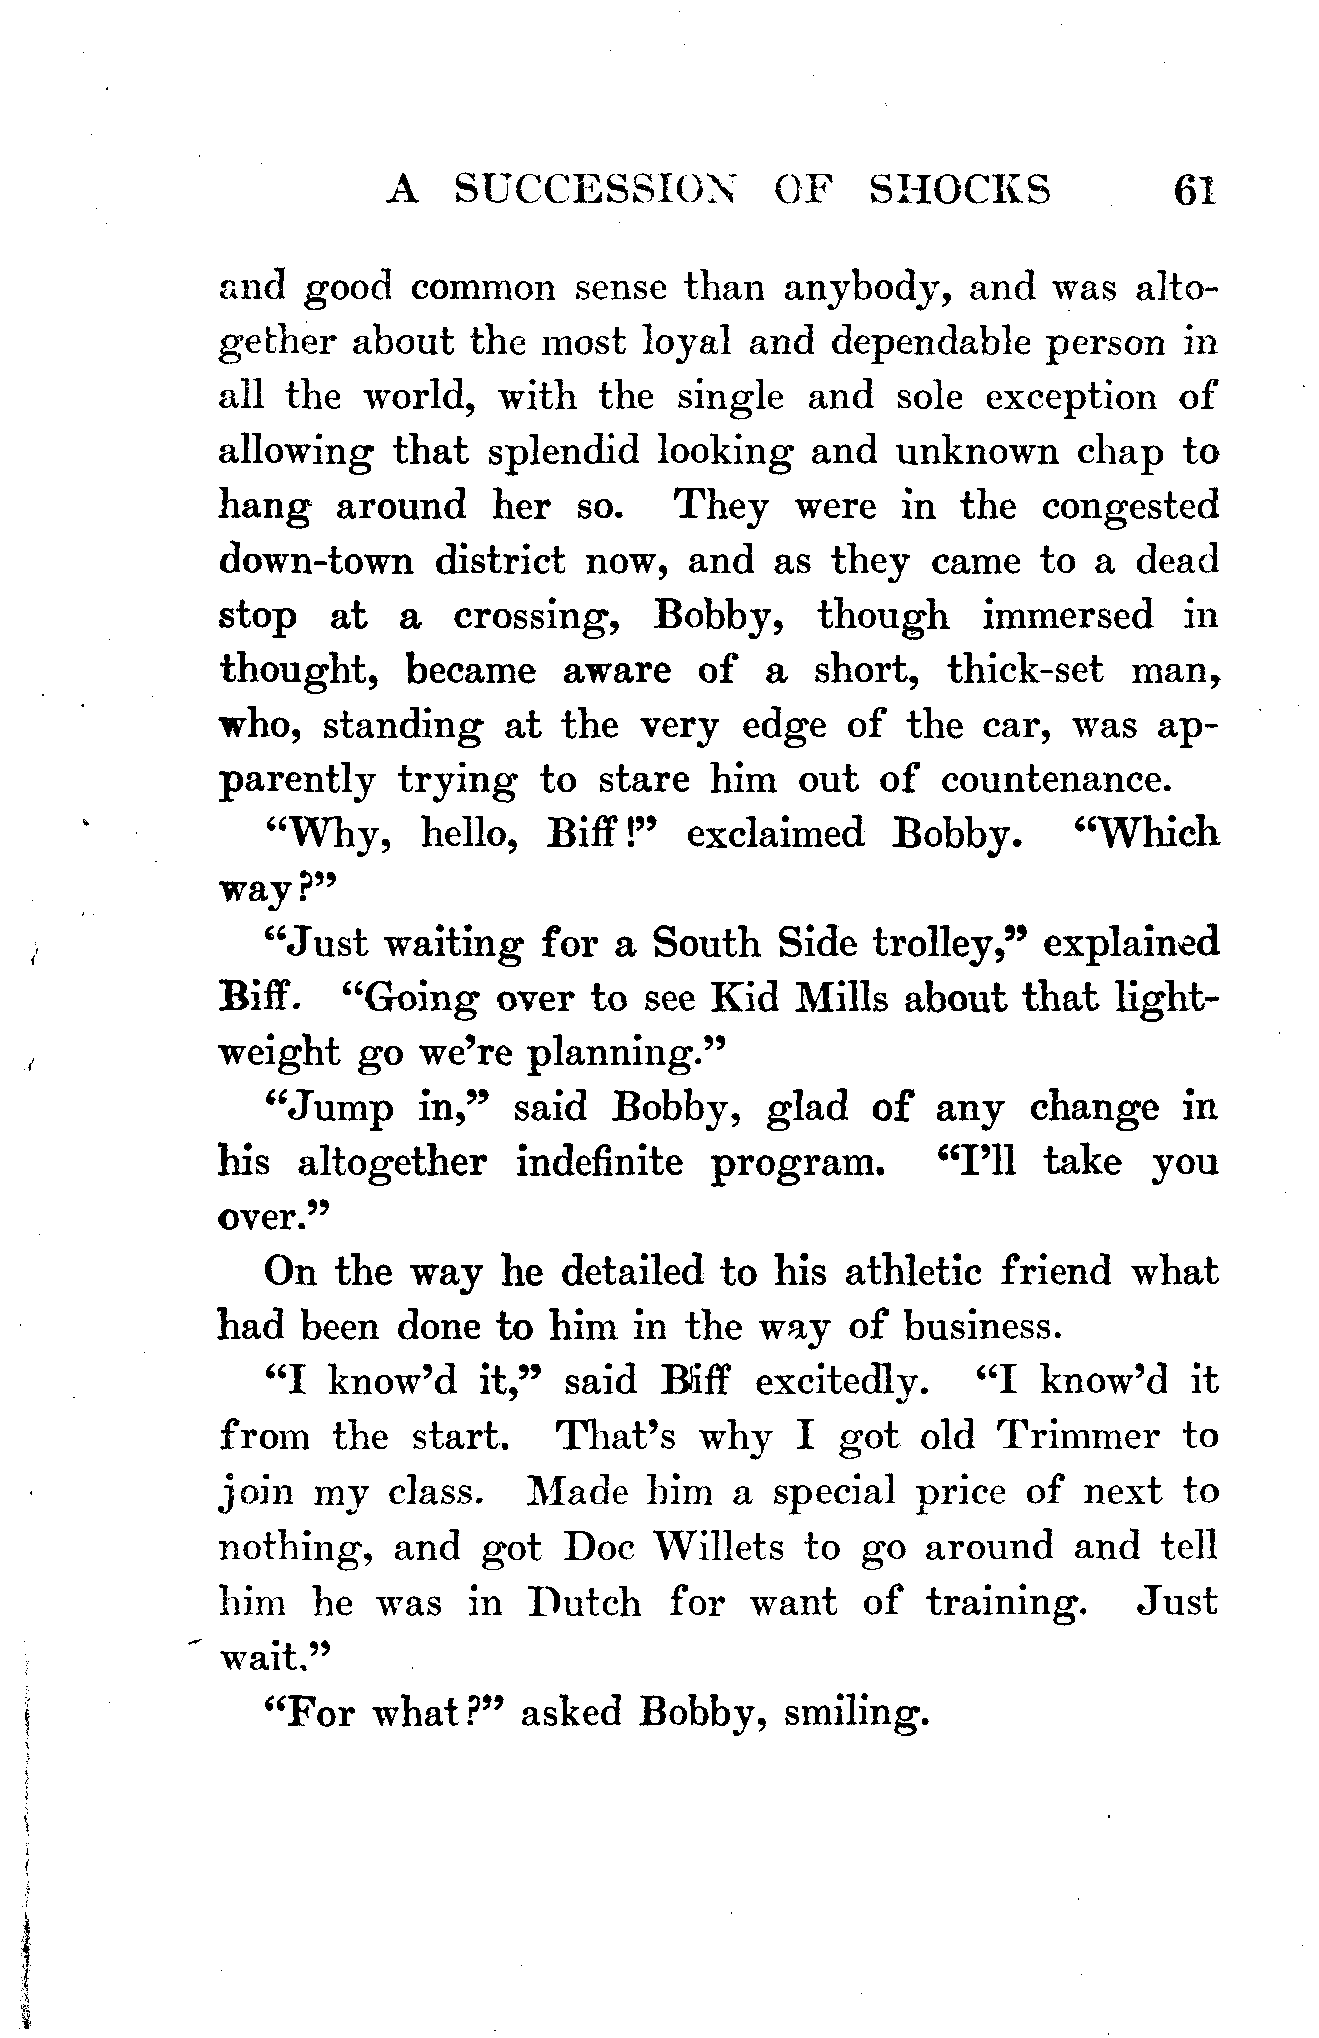 A SUCCESSION OF SHOCKS 61
and good common sense than anybody, and was alto-
gether about the most loyal and dependable person in
all the world, with the single and sole exception of
allowing that splendid looking and unknown chap to
hang around her so. They were in the congested
down-town district now, and as they came to a dead
stop at a crossing, Bobby, though immersed in
thought, became aware of a short, thick-set man,
who, standing at the very edge of the car, was ap-
parently trying to stare him out of countenance.
“Why, hello, Biff!” exclaimed Bobby. “Which
way?”
“Just waiting for a South Side trolley,” explained
Biff. “Going over to see Kid Mills about that light-
weight go we’re planning.”
“Jump in,” said Bobby, glad of any change in
his altogether indefinite program. “I’ll take you
over.”
On the way he detailed to his athletic friend what
had been done to him in the way of business.
“I know’d it,” said Biff excitedly. “I know’d it
from the start. That’s why I got old Trimmer to
join my class. Made him a special price of next to
nothing, and got Doc Willets to go around and tell
him he was in Dutch for want of training. Just
wait.”
“For what?” asked Bobby, smiling.